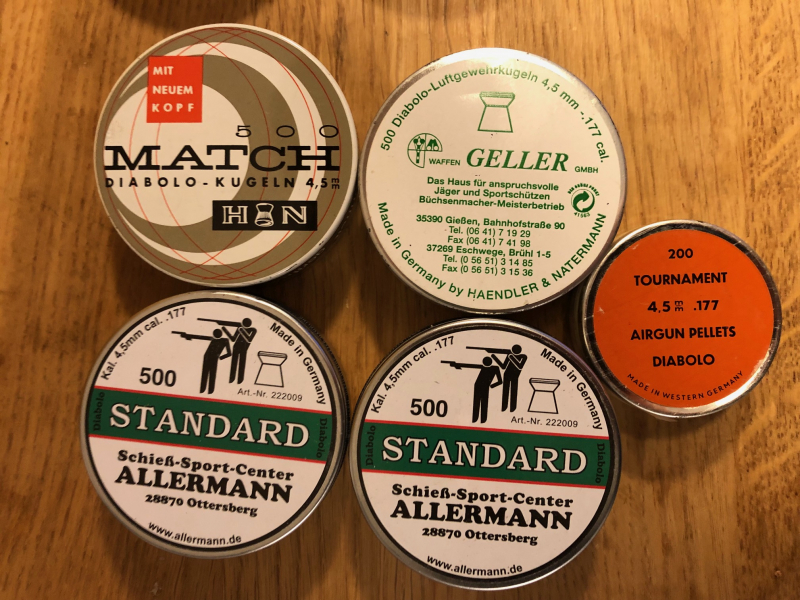 MIT
NEUEM
KOPF
500
MATCH
DIABOLO-KUGELN 4,5 mm
H N
500 Diabolo-Luftgewehrkugeln 4,5 mm -.177 cal.
WAFFEN GELLER GMBH
Das Haus für anspruchsvolle
Jäger und Sportschützen
Büchsenmacher-Meisterbetrieb
35390 Gießen, Bahnhofstraße 90
Tel. (06 41) 7 19 29
Fax (06 41) 7 41 98
37269 Eschwege, Brühl 1-5
Tel. (0 56 51) 3 14 85
Fax (0 56 51) 3 15 36
Made in Germany by HAENDLER & NATERMANN
200
TOURNAMENT
4,5 mm .177
AIRGUN PELLETS
DIABOLO
MADE IN WESTERN GERMANY
Kal. 4,5mm cal. .177
Made in Germany
500
Art.-Nr. 222009
Diabolo
STANDARD
Diabolo
Schieß-Sport-Center
ALLERMANN
28870 Ottersberg
www.allermann.de
Kal. 4,5mm cal. .177
Made in Germany
500
Art.-Nr. 222009
Diabolo
STANDARD
Diabolo
Schieß-Sport-Center
ALLERMANN
28870 Ottersberg
www.allermann.de